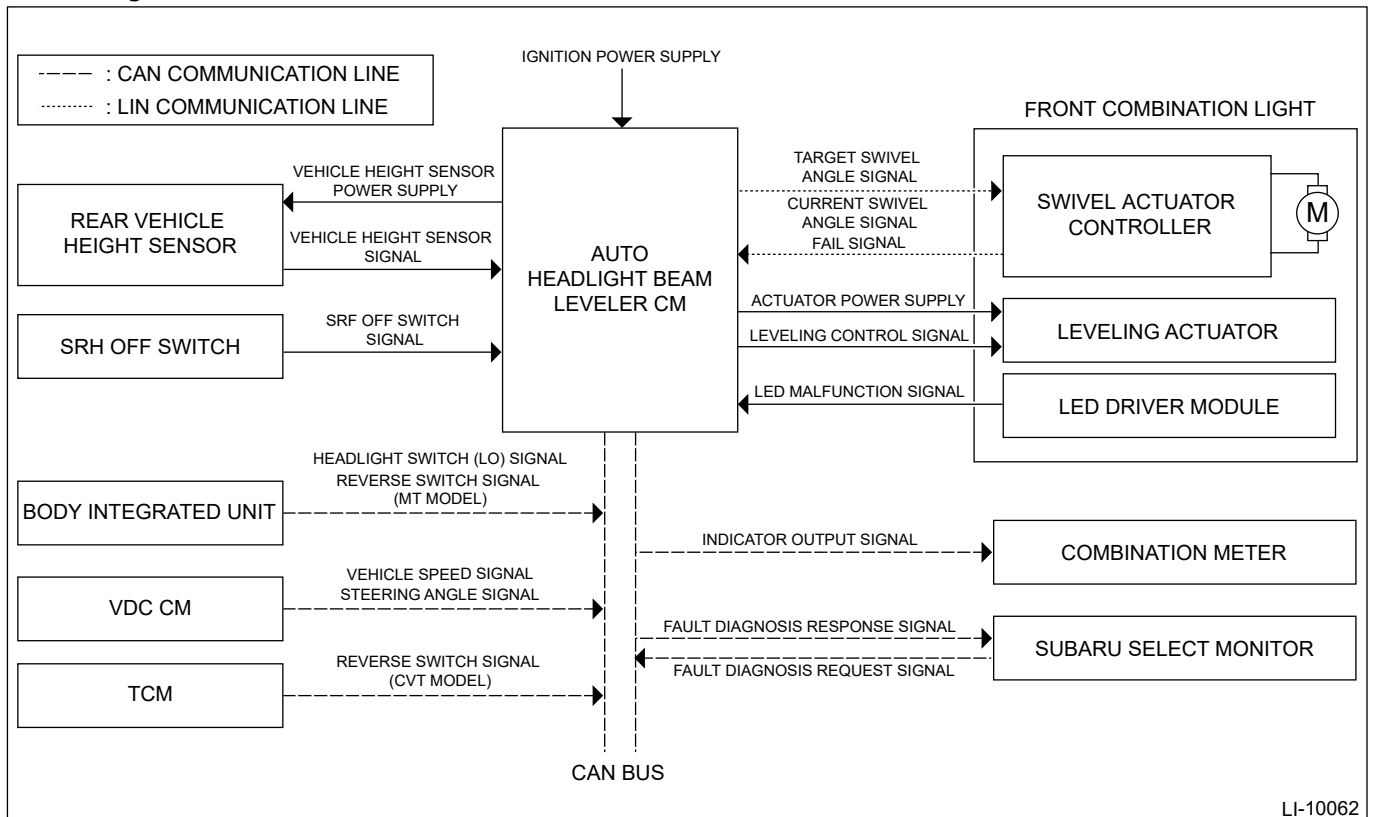 : CAN COMMUNICATION LINE
: LIN COMMUNICATION LINE
IGNITION POWER SUPPLY
FRONT COMBINATION LIGHT
VEHICLE HEIGHT SENSOR
POWER SUPPLY
REAR VEHICLE
HEIGHT SENSOR
VEHICLE HEIGHT SENSOR
SIGNAL
SRH OFF SWITCH
SRF OFF SWITCH
SIGNAL
AUTO
HEADLIGHT BEAM
LEVELER CM
TARGET SWIVEL
ANGLE SIGNAL
CURRENT SWIVEL
ANGLE SIGNAL
FAIL SIGNAL
SWIVEL ACTUATOR
CONTROLLER
M
ACTUATOR POWER SUPPLY
LEVELING CONTROL SIGNAL
LEVELING ACTUATOR
LED MALFUNCTION SIGNAL
LED DRIVER MODULE
BODY INTEGRATED UNIT
HEADLIGHT SWITCH (LO) SIGNAL
REVERSE SWITCH SIGNAL
(MT MODEL)
VDC CM
VEHICLE SPEED SIGNAL
STEERING ANGLE SIGNAL
TCM
REVERSE SWITCH SIGNAL
(CVT MODEL)
INDICATOR OUTPUT SIGNAL
COMBINATION METER
FAULT DIAGNOSIS RESPONSE SIGNAL
FAULT DIAGNOSIS REQUEST SIGNAL
SUBARU SELECT MONITOR
CAN BUS
LI-10062